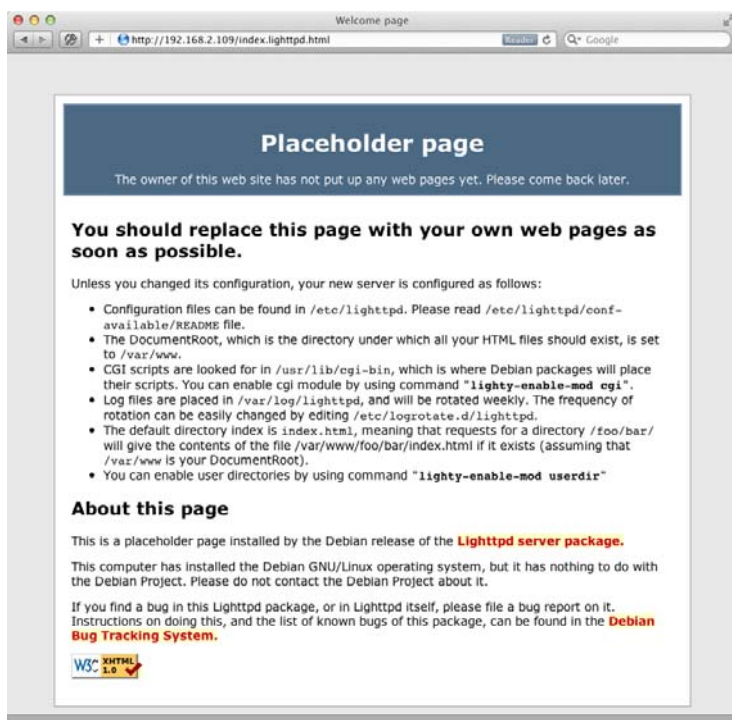 Welcome page
http://192.168.2.109/index.lighttpd.html
Reader
Google
Placeholder page
The owner of this web site has not put up any web pages yet. Please come back later.
You should replace this page with your own web pages as
soon as possible.
Unless you changed its configuration, your new server is configured as follows:
• Configuration files can be found in /etc/lighttpd. Please read /etc/lighttpd/conf-
available/README file.
• The DocumentRoot, which is the directory under which all your HTML files should exist, is set
to /var/www.
• CGI scripts are looked for in /usr/lib/cgi-bin, which is where Debian packages will place
their scripts. You can enable cgi module by using command "lighty-enable-mod cgi".
• Log files are placed in /var/log/lighttpd, and will be rotated weekly. The frequency of
rotation can be easily changed by editing /etc/logrotate.d/lighttpd.
• The default directory index is index.html, meaning that requests for a directory /foo/bar/
will give the contents of the file /var/www/foo/bar/index.html if it exists (assuming that
/var/www is your DocumentRoot).
• You can enable user directories by using command "lighty-enable-mod userdir"
About this page
This is a placeholder page installed by the Debian release of the Lighttpd server package.
This computer has installed the Debian GNU/Linux operating system, but it has nothing to do with
the Debian Project. Please do not contact the Debian Project about it.
If you find a bug in this Lighttpd package, or in Lighttpd itself, please file a bug report on it.
Instructions on doing this, and the list of known bugs of this package, can be found in the Debian
Bug Tracking System.
W3C XHTML
1.0